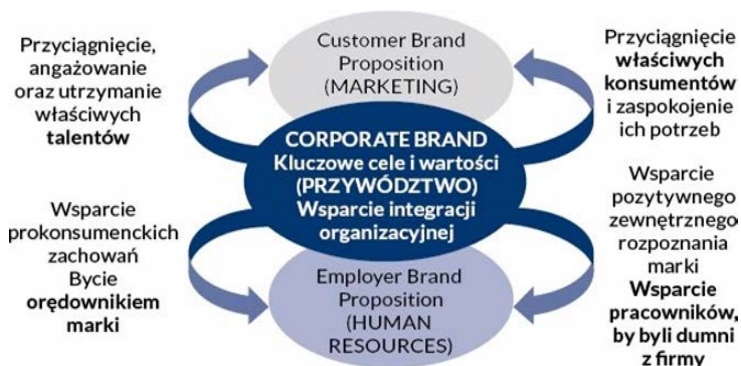 Przyciągnięcie,
angażowanie
oraz utrzymanie
właściwych
talentów
Customer Brand
Proposition
(MARKETING)
Przyciągnięcie
właściwych
konsumentów
i zaspokojenie
ich potrzeb
CORPORATE BRAND
Kluczowe cele i wartości
(PRZYWÓDZTWO)
Wsparcie integracji
organizacyjnej
Wsparcie
prokonsumenckich
zachowań
Bycie
orędownikiem
marki
Employer Brand
Proposition
(HUMAN
RESOURCES)
Wsparcie
pozytywnego
zewnętrznego
rozpoznania
marki
Wsparcie
pracowników,
by byli dumni
z firmy